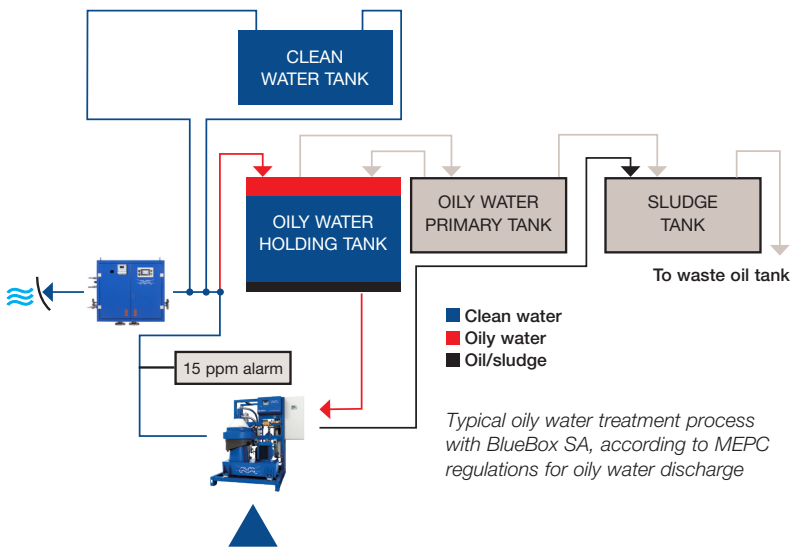 CLEAN
WATER TANK
OILY WATER
HOLDING TANK
OILY WATER
PRIMARY TANK
SLUDGE
TANK
To waste oil tank
Clean water
Oily water
Oil/sludge
15 ppm alarm
Typical oily water treatment process
with BlueBox SA, according to MEPC
regulations for oily water discharge